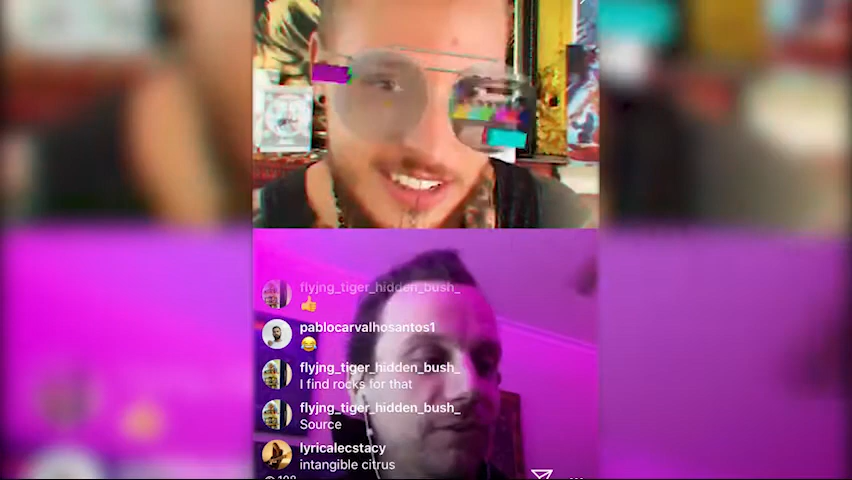 flyjng_tiger_hidden_bush_
👍
pablocarvalhosantos1
😂
flyjng_tiger_hidden_bush_
I find rocks for that
flyjng_tiger_hidden_bush_
Source
lyricalecstacy
intangible citrus